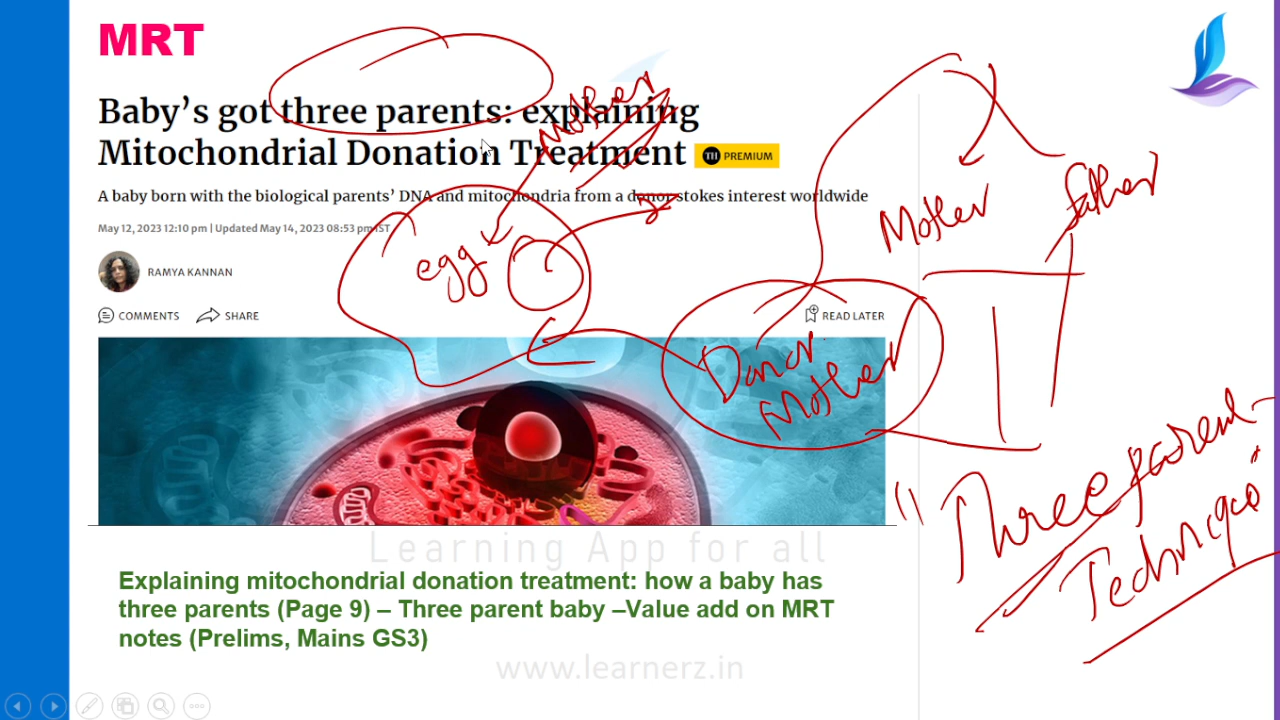 MRT
Baby's got three parents: explaining
Mitochondrial Donation Treatment TH PREMIUM
A baby born with the biological parents' DNA and mitochondria from a donor stokes interest worldwide
May 12, 2023 12:10 pm | Updated May 14, 2023 08:53 pm IST
RAMYA KANNAN
COMMENTS SHARE READ LATER
Mother
egg
Mother
father
Donor
Mother
Three parent
Learning App for all
Explaining mitochondrial donation treatment: how a baby has
three parents (Page 9) – Three parent baby –Value add on MRT
notes (Prelims, Mains GS3)
www.learnerz.in